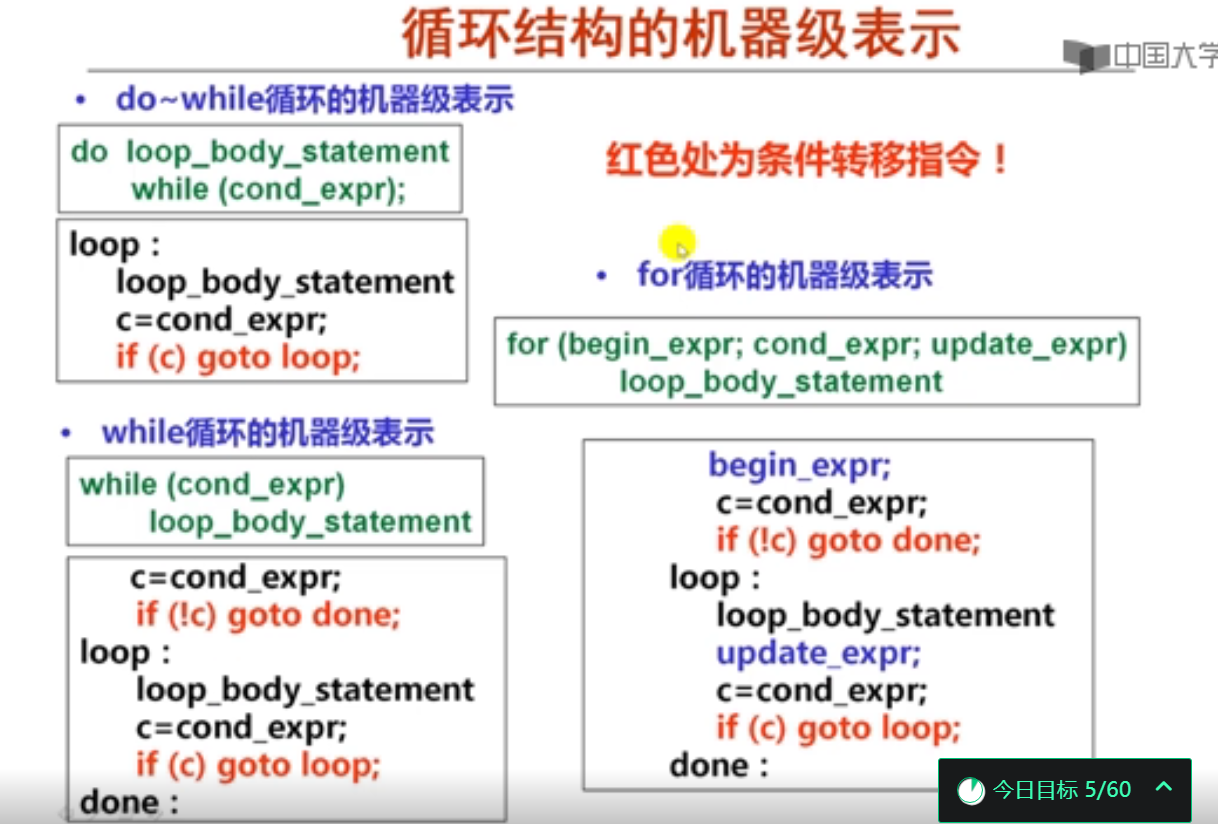 循环结构的机器级表示
中国大学
• do~while循环的机器级表示
do loop_body_statement
while (cond_expr);
loop：
loop_body_statement
c=cond_expr;
if (c) goto loop;
• while循环的机器级表示
while (cond_expr)
loop_body_statement
c=cond_expr;
if (!c) goto done;
loop：
loop_body_statement
c=cond_expr;
if (c) goto loop;
done：
红色处为条件转移指令！
• for循环的机器级表示
for (begin_expr; cond_expr; update_expr)
loop_body_statement
begin_expr;
c=cond_expr;
if (!c) goto done;
loop：
loop_body_statement
update_expr;
c=cond_expr;
if (c) goto loop;
done：
今日目标 5/60